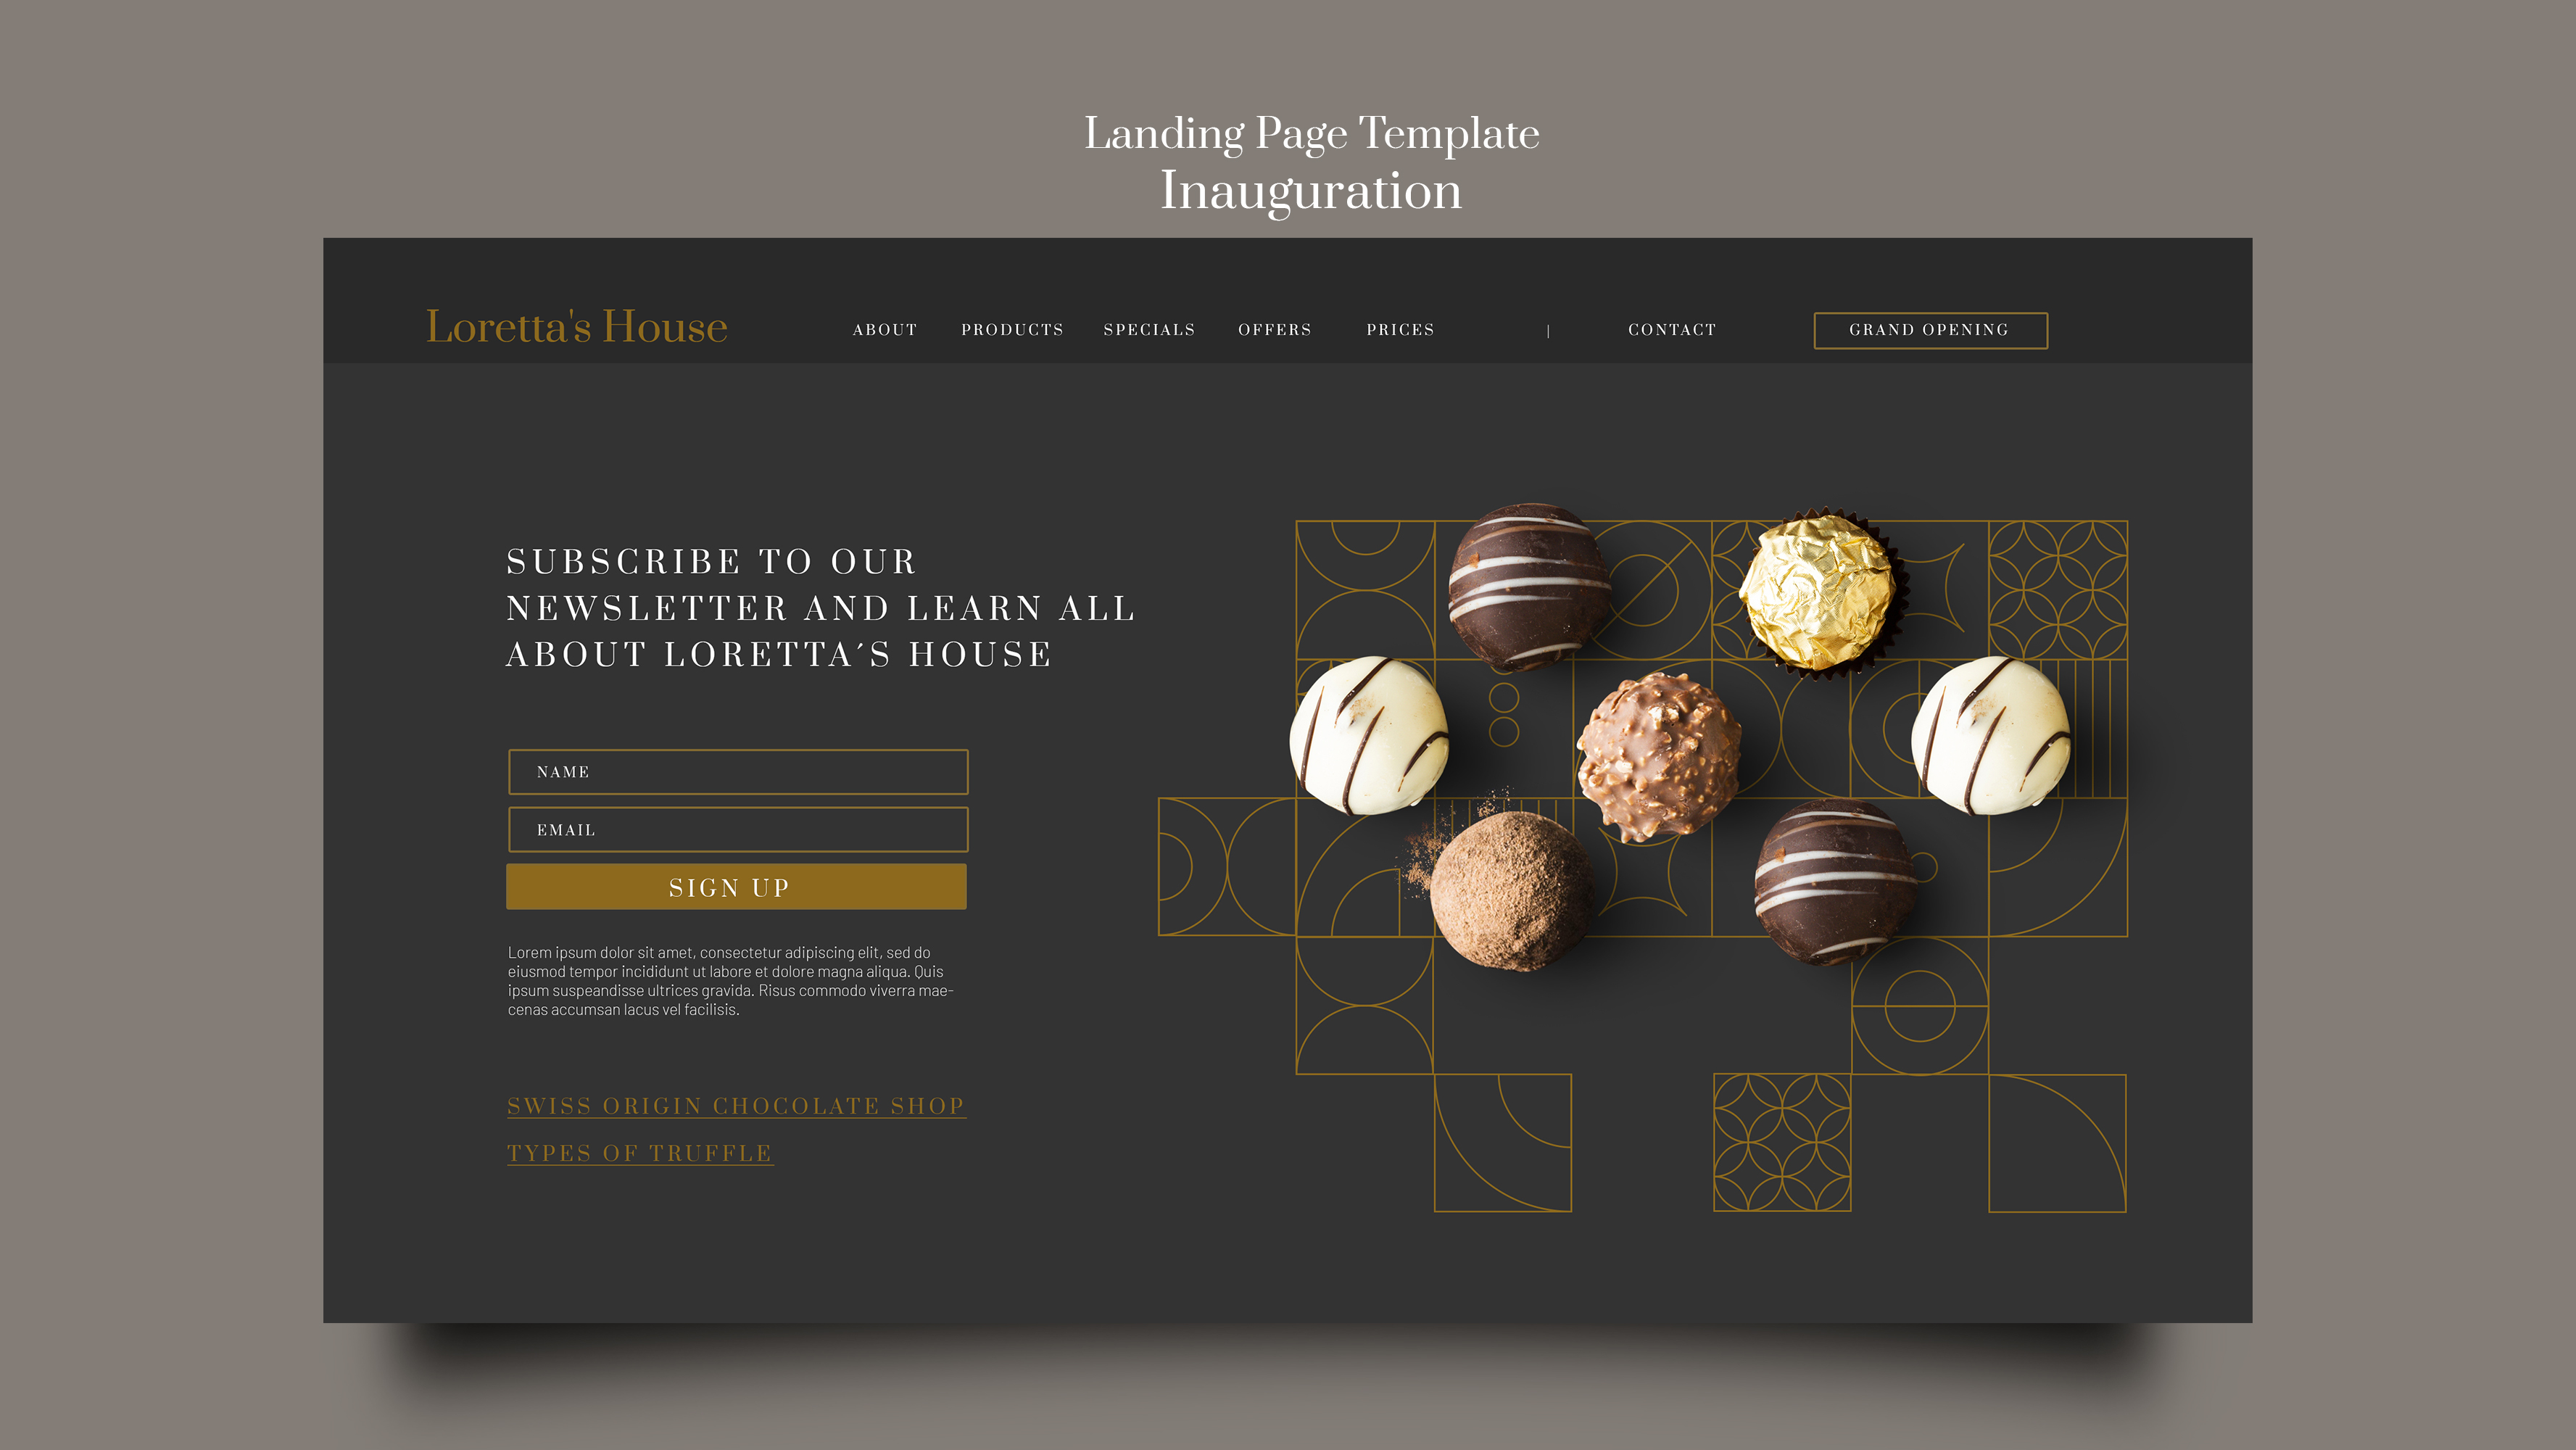 Landing Page Template
Inauguration
Loretta's House
ABOUT PRODUCTS SPECIALS OFFERS PRICES | CONTACT GRAND OPENING
SUBSCRIBE TO OUR
NEWSLETTER AND LEARN ALL
ABOUT LORETTA´S HOUSE
NAME
EMAIL
SIGN UP
Lorem ipsum dolor sit amet, consectetur adipiscing elit, sed do
eiusmod tempor incididunt ut labore et dolore magna aliqua. Quis
ipsum suspeandisse ultrices gravida. Risus commodo viverra mae-
cenas accumsan lacus vel facilisis.
SWISS ORIGIN CHOCOLATE SHOP
TYPES OF TRUFFLE